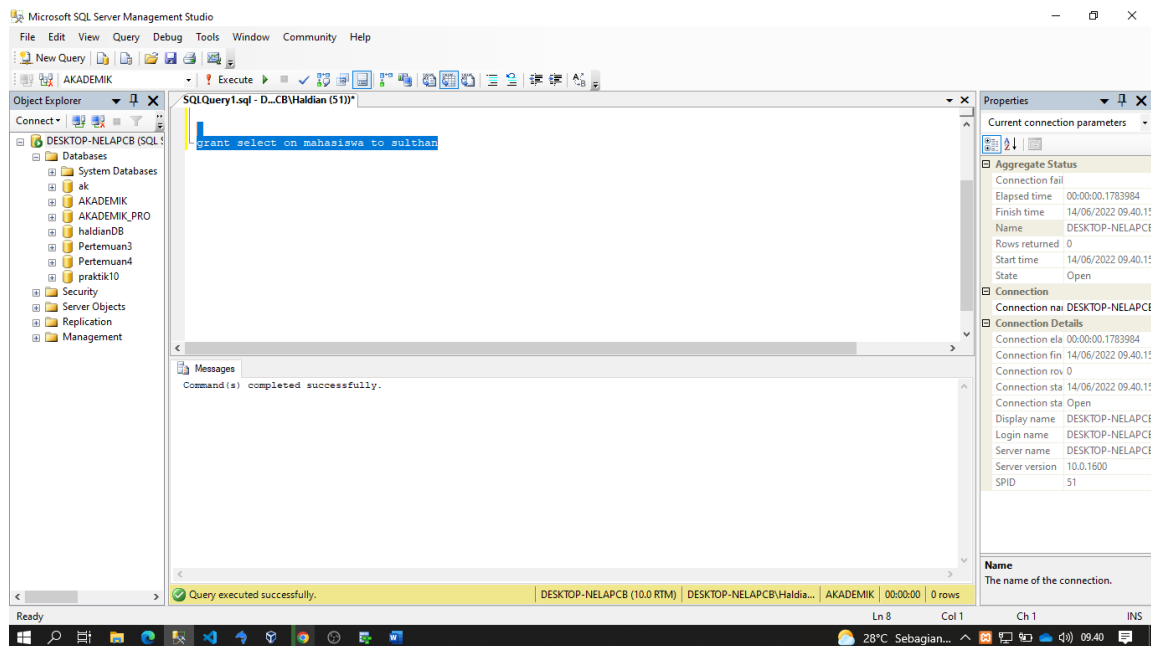 Microsoft SQL Server Management Studio
File Edit View Query Debug Tools Window Community Help
New Query
AKADEMIK
Execute
Object Explorer
Connect
DESKTOP-NELAPCB (SQL S
Databases
System Databases
ak
AKADEMIK
AKADEMIK_PRO
haldianDB
Pertemuan3
Pertemuan4
praktik10
Security
Server Objects
Replication
Management
SQLQuery1.sql - D...CB\Haldian (51))*
grant select on mahasiswa to sulthan
Messages
Command(s) completed successfully.
Query executed successfully.
DESKTOP-NELAPCB (10.0 RTM)
DESKTOP-NELAPCB\Haldia...
AKADEMIK
00:00:00
0 rows
Properties
Current connection parameters
Aggregate Status
Connection fail
Elapsed time 00:00:00.1783984
Finish time 14/06/2022 09.40.15
Name DESKTOP-NELAPCB
Rows returned 0
Start time 14/06/2022 09.40.15
State Open
Connection
Connection nai DESKTOP-NELAPCB
Connection Details
Connection ela 00:00:00.1783984
Connection fin 14/06/2022 09.40.15
Connection rov 0
Connection sta 14/06/2022 09.40.15
Connection sta Open
Display name DESKTOP-NELAPCB
Login name DESKTOP-NELAPCB
Server name DESKTOP-NELAPCB
Server version 10.0.1600
SPID 51
Name
The name of the connection.
Ready
Ln 8 Col 1 Ch 1 INS
28°C Sebagian... 09.40